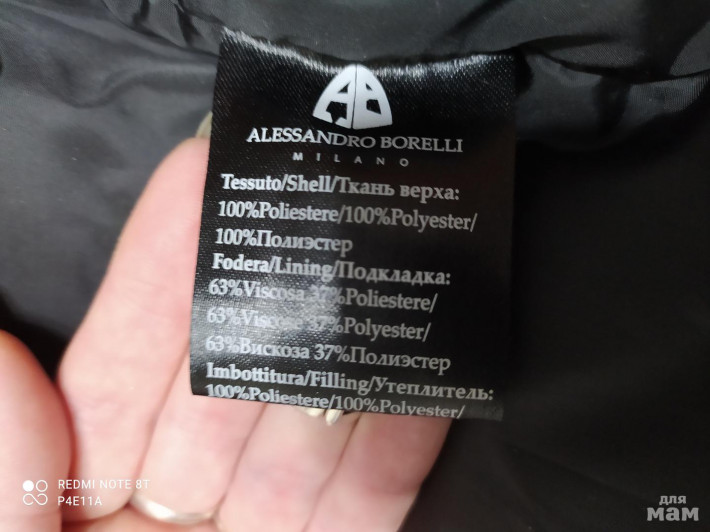 AB
ALESSANDRO BORELLI
MILANO
Tessuto/Shell/Ткань верха:
100%Poliestere/100%Polyester/
100%Полиэстер
Fodera/Lining/Подкладка:
63%Viscosa 37%Poliestere/
63%Viscose 37%Polyester/
63%Вискоза 37%Полиэстер
Imbottitura/Filling/Утеплитель:
100%Poliestere/100%Polyester/
REDMI NOTE 8T
P4E11A
для
мам